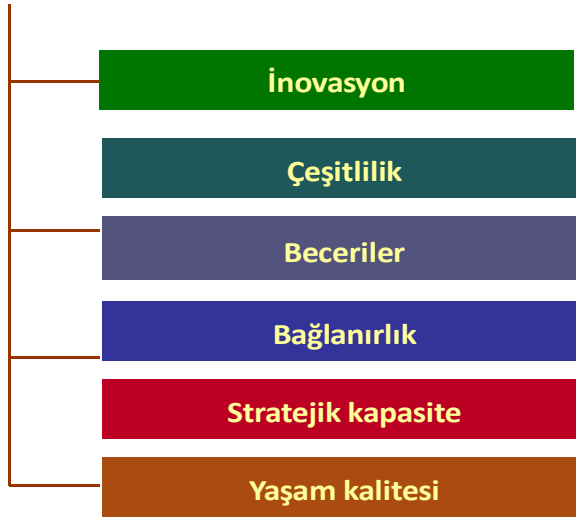 İnovasyon
Çeşitlilik
Beceriler
Bağlanırlık
Stratejik kapasite
Yaşam kalitesi